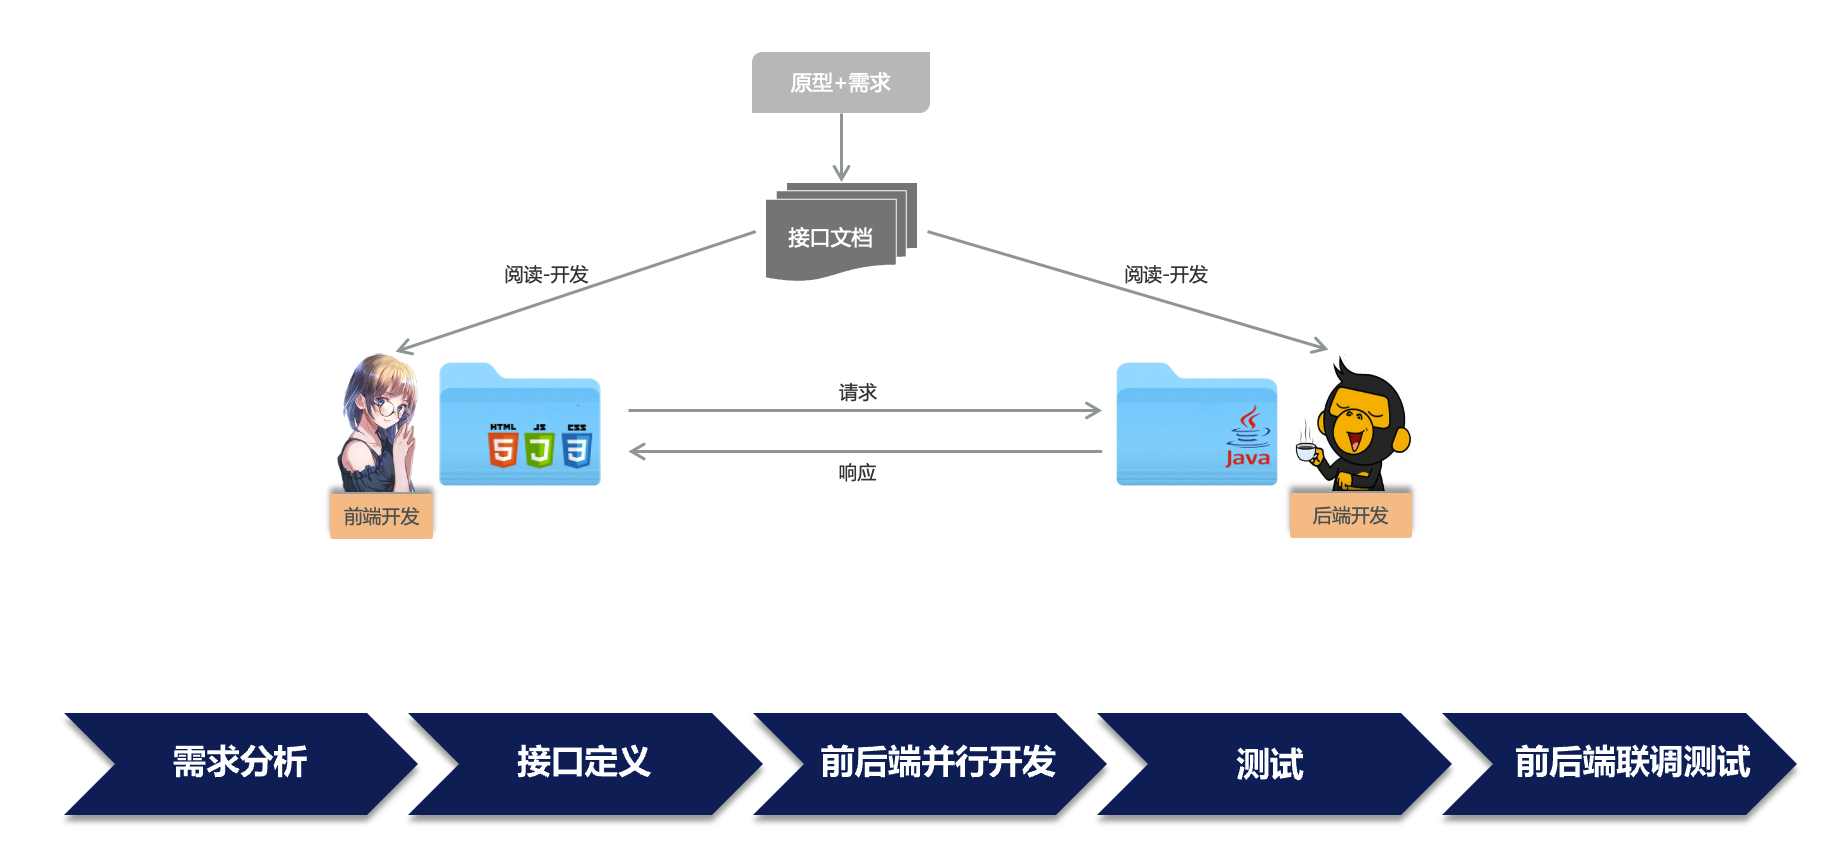 原型+需求
接口文档
阅读-开发
阅读-开发
请求
响应
HTML
JS
CSS
5
3
Java
前端开发
后端开发
需求分析
接口定义
前后端并行开发
测试
前后端联调测试